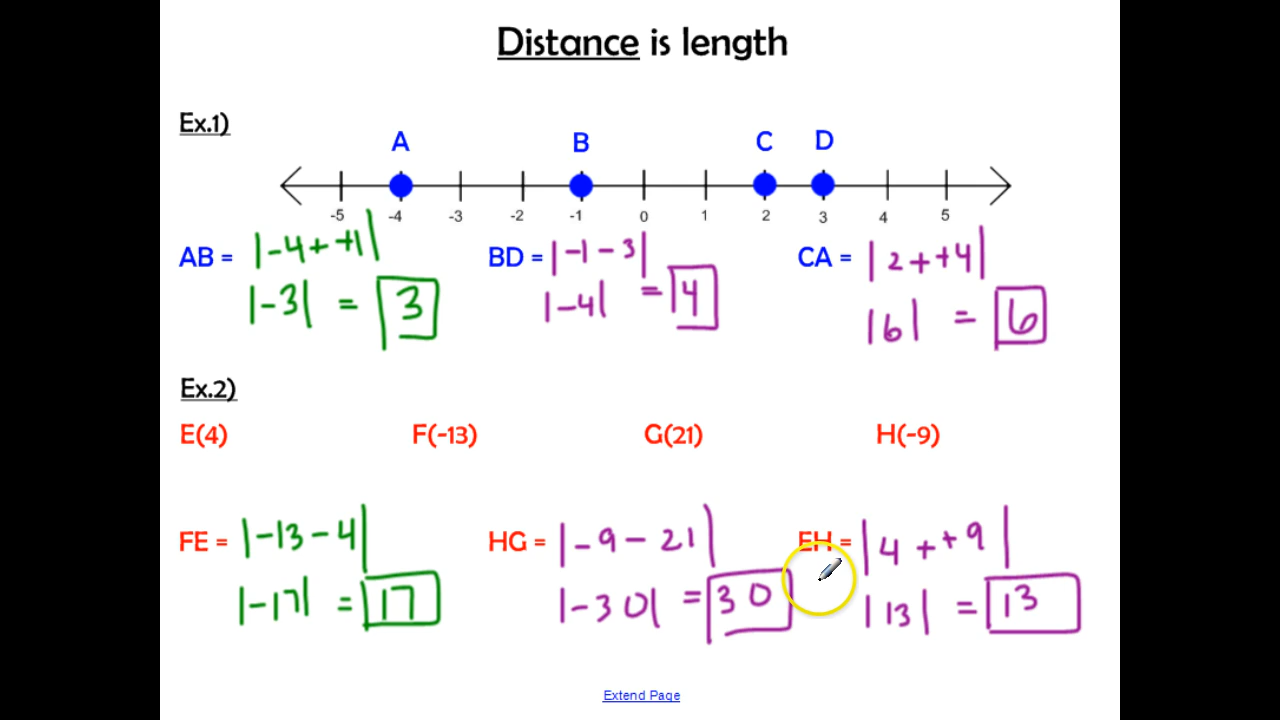 Distance is length
Ex.1)
A B C D
-5 -4 -3 -2 -1 0 1 2 3 4 5
AB = |-4++1| BD = |-1-3| CA = |2++4|
|-3| = 3 |-4| = 4 |6| = 6
Ex.2)
E(4) F(-13) G(21) H(-9)
FE = |-13-4| HG = |-9-21| EH = |4++9|
|-17| = 17 |-30| = 30 |13| = 13
Extend Page